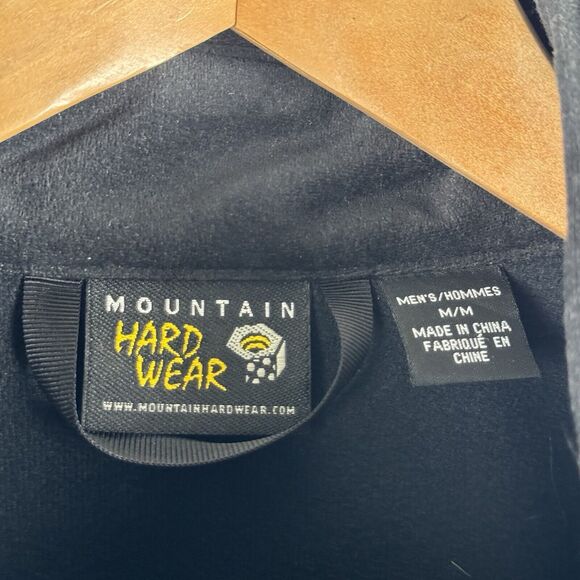 MOUNTAIN
HARD
WEAR
WWW.MOUNTAINHARDWEAR.COM
MEN'S/HOMMES
M/M
MADE IN CHINA
FABRIQUÉ EN
CHINE